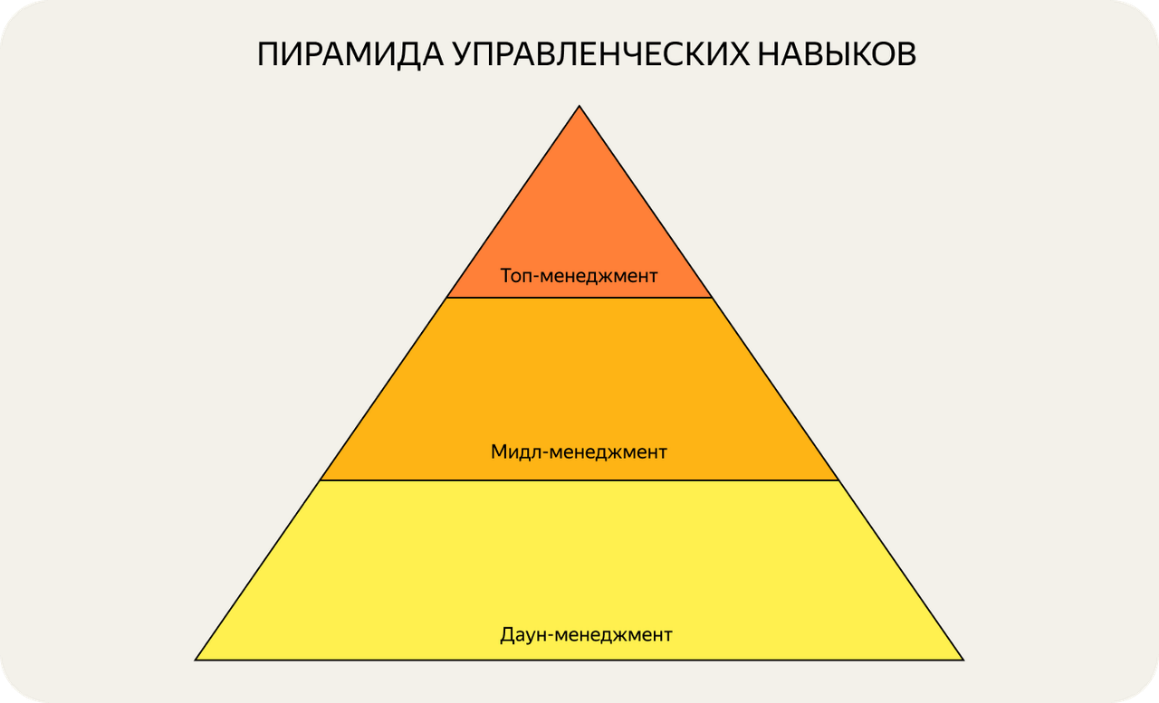 ПИРАМИДА УПРАВЛЕНЧЕСКИХ НАВЫКОВ
Топ-менеджмент
Мидл-менеджмент
Даун-менеджмент